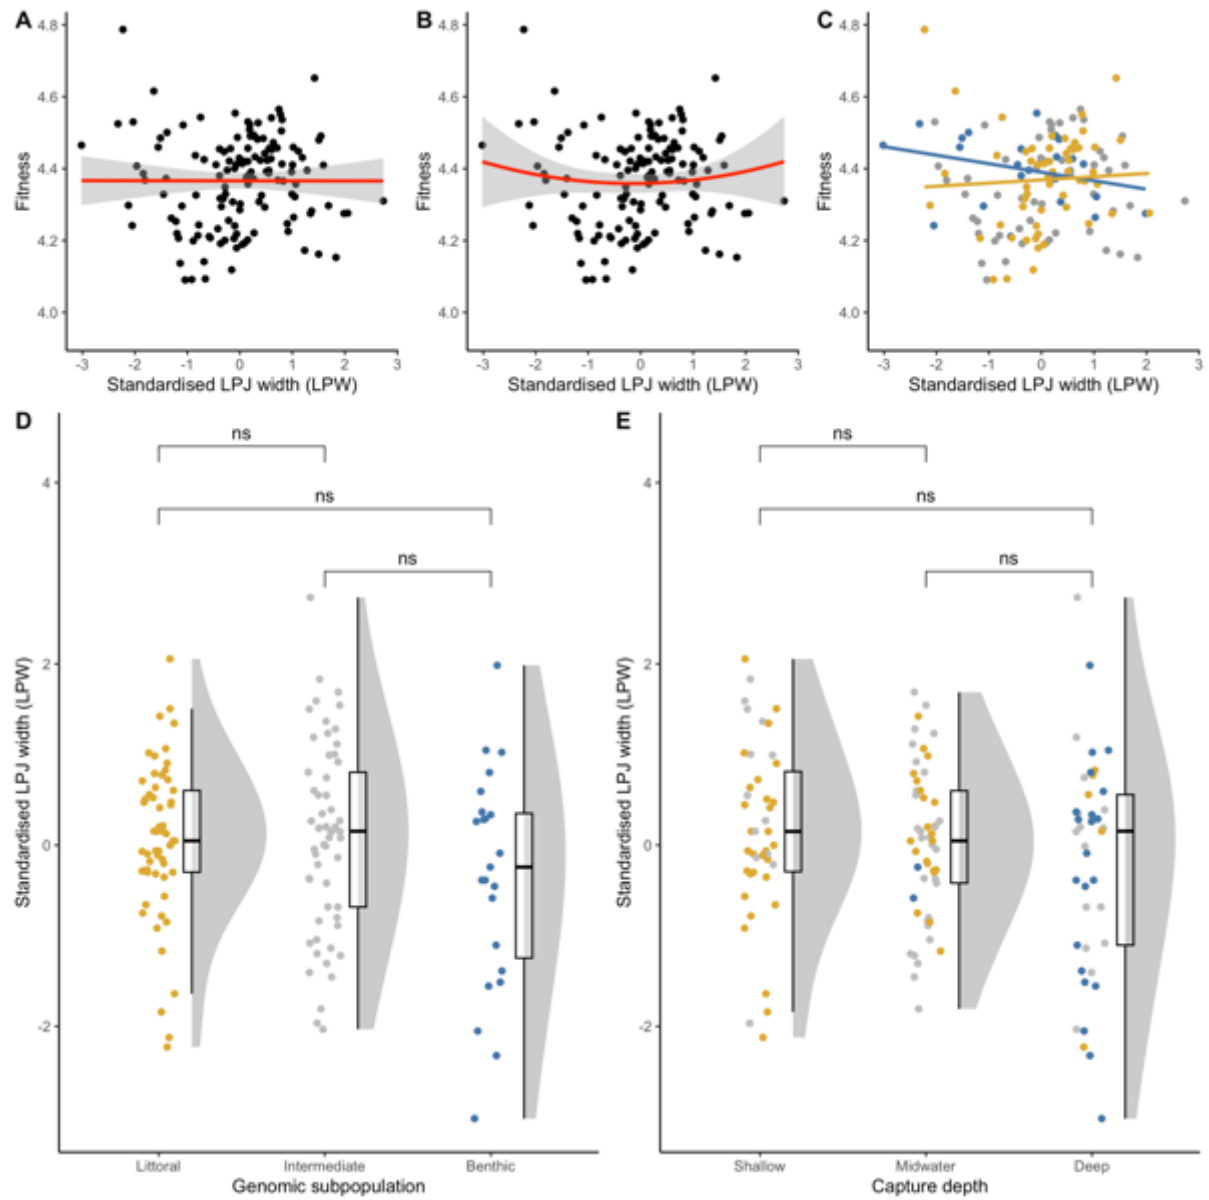 A
B
C
4.8
4.6
4.4
4.2
4.0
Fitness
-3 -2 -1 0 1 2 3
Standardised LPJ width (LPW)
4.8
4.6
4.4
4.2
4.0
Fitness
-3 -2 -1 0 1 2 3
Standardised LPJ width (LPW)
4.8
4.6
4.4
4.2
4.0
Fitness
-3 -2 -1 0 1 2 3
Standardised LPJ width (LPW)
D
ns
ns
ns
4
2
0
-2
Standardised LPJ width (LPW)
Littoral Intermediate Benthic
Genomic subpopulation
E
ns
ns
ns
4
2
0
-2
Standardised LPJ width (LPW)
Shallow Midwater Deep
Capture depth